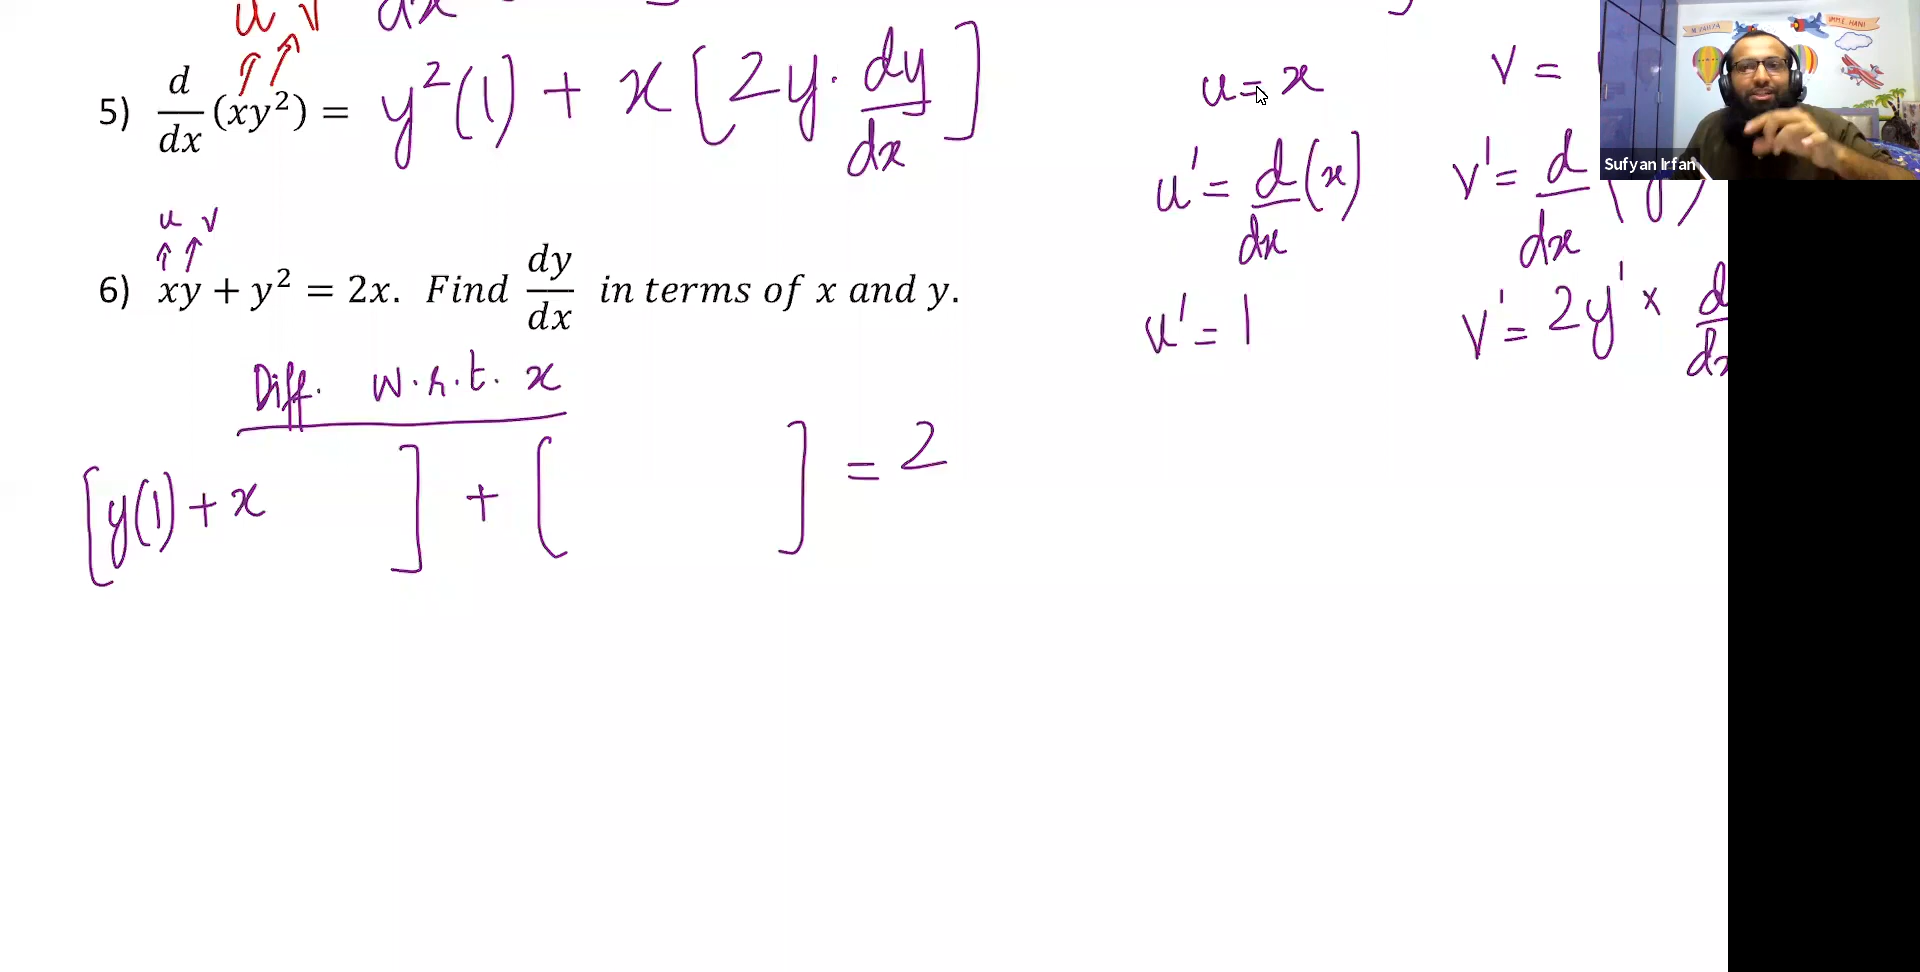 u v dx
5) d/dx (xy²) = y²(1) + x [2y · dy/dx]
u = x
v =
u' = d/dx (x)
v' = d/dx (y
u' = 1
v' = 2y' × d
Sufyan Irfan
u v
6) xy + y² = 2x. Find dy/dx in terms of x and y.
Diff. w.r.t. x
[y(1) + x ] + [ ] = 2